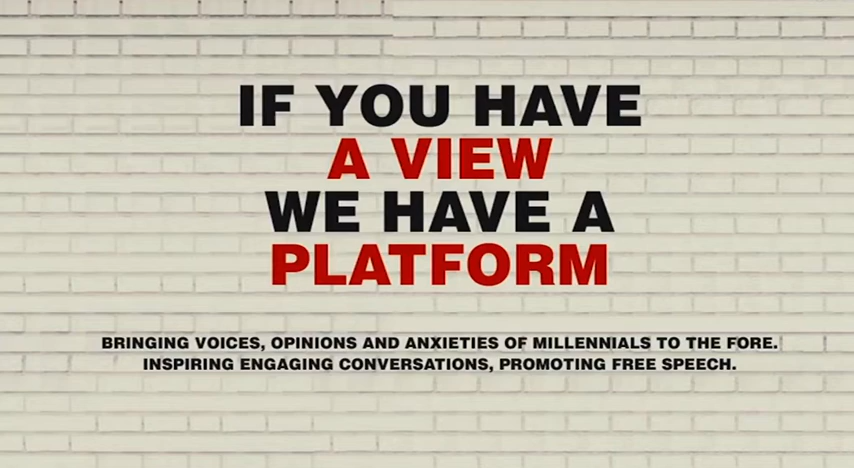 IF YOU HAVE
A VIEW
WE HAVE A
PLATFORM
BRINGING VOICES, OPINIONS AND ANXIETIES OF MILLENNIALS TO THE FORE.
INSPIRING ENGAGING CONVERSATIONS, PROMOTING FREE SPEECH.